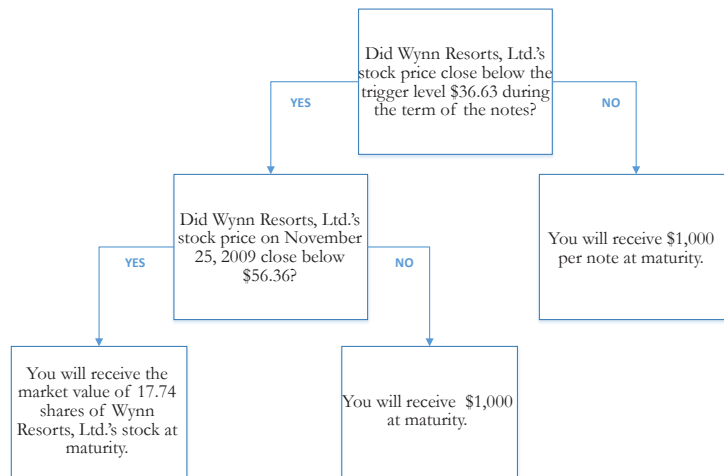 Did Wynn Resorts, Ltd.'s
stock price close below the
trigger level $36.63 during
the term of the notes?
YES
NO
Did Wynn Resorts, Ltd.'s
stock price on November
25, 2009 close below
$56.36?
You will receive $1,000
per note at maturity.
YES
NO
You will receive the
market value of 17.74
shares of Wynn
Resorts, Ltd.'s stock at
maturity.
You will receive $1,000
at maturity.